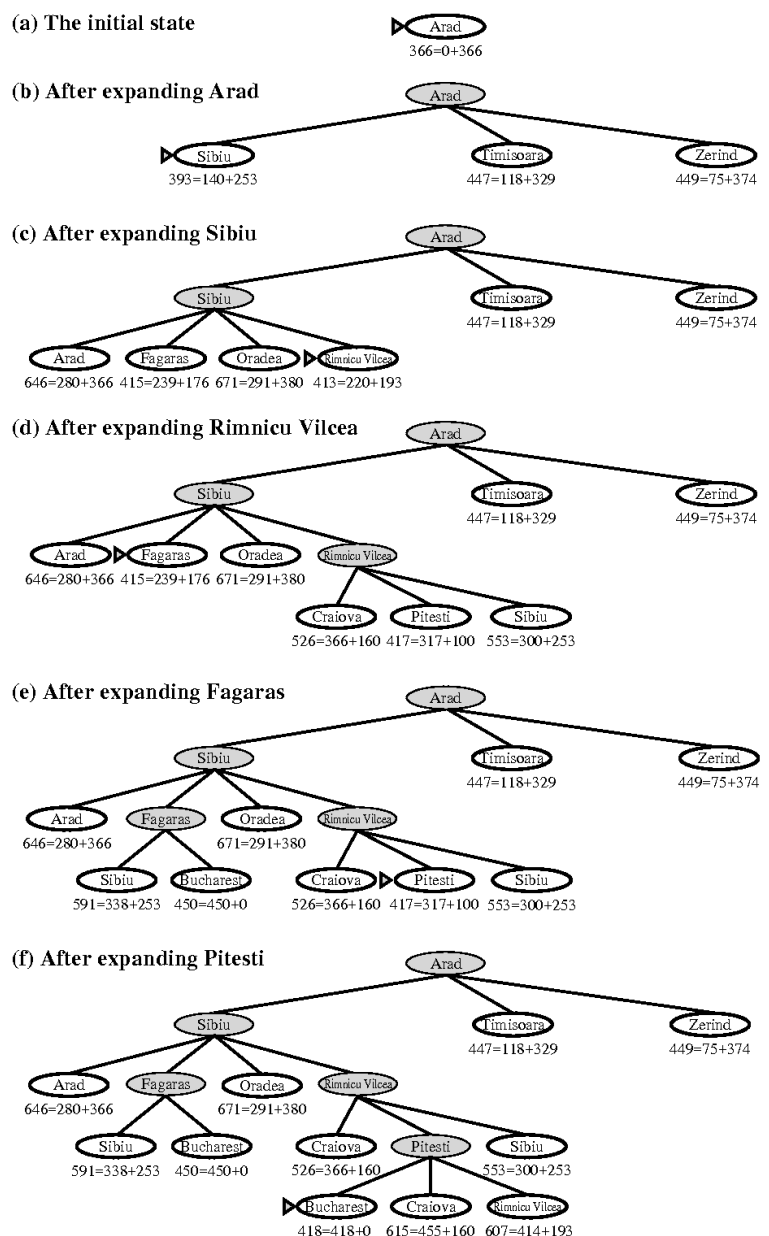 (a) The initial state
Arad
366=0+366
(b) After expanding Arad
Arad
Sibiu Timisoara Zerind
393=140+253 447=118+329 449=75+374
(c) After expanding Sibiu
Arad
Sibiu Timisoara Zerind
447=118+329 449=75+374
Arad Fagaras Oradea Rimnicu Vilcea
646=280+366 415=239+176 671=291+380 413=220+193
(d) After expanding Rimnicu Vilcea
Arad
Sibiu Timisoara Zerind
447=118+329 449=75+374
Arad Fagaras Oradea Rimnicu Vilcea
646=280+366 415=239+176 671=291+380
Craiova Pitesti Sibiu
526=366+160 417=317+100 553=300+253
(e) After expanding Fagaras
Arad
Sibiu Timisoara Zerind
447=118+329 449=75+374
Arad Fagaras Oradea Rimnicu Vilcea
646=280+366 671=291+380
Sibiu Bucharest Craiova Pitesti Sibiu
591=338+253 450=450+0 526=366+160 417=317+100 553=300+253
(f) After expanding Pitesti
Arad
Sibiu Timisoara Zerind
447=118+329 449=75+374
Arad Fagaras Oradea Rimnicu Vilcea
646=280+366 671=291+380
Sibiu Bucharest Craiova Pitesti Sibiu
591=338+253 450=450+0 526=366+160 553=300+253
Bucharest Craiova Rimnicu Vilcea
418=418+0 615=455+160 607=414+193